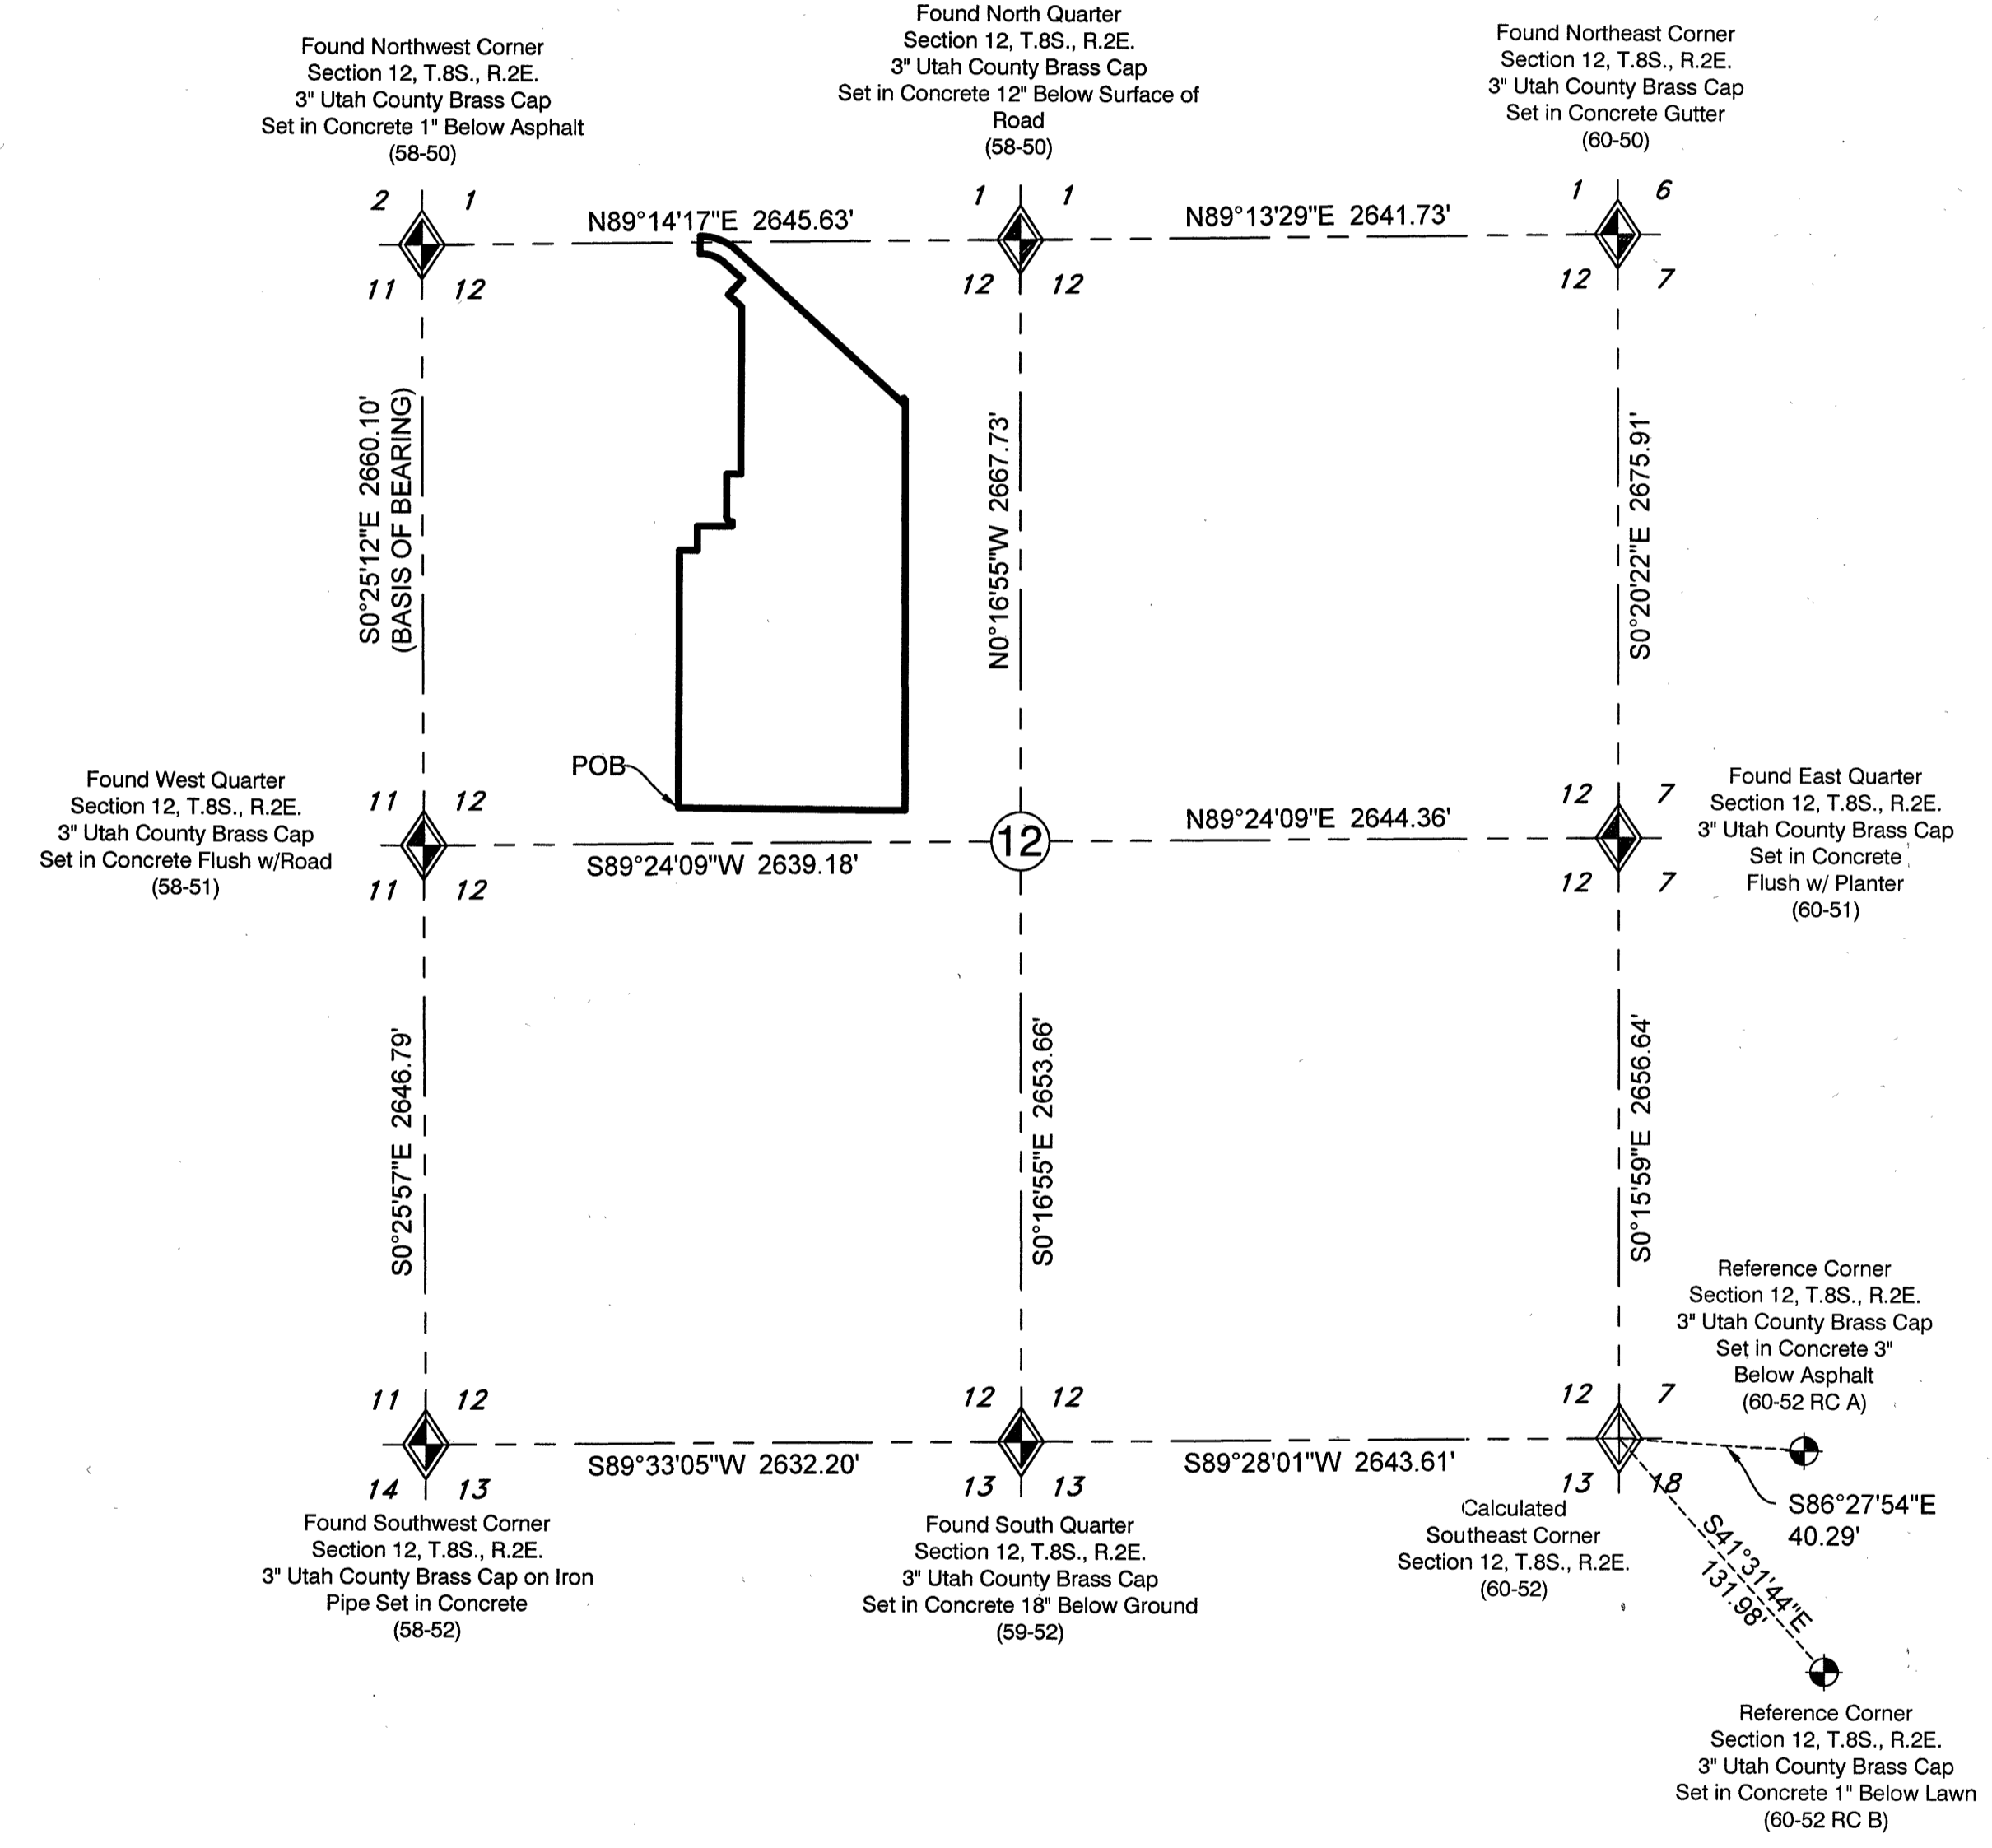 Found Northwest Corner
Section 12, T.8S., R.2E.
3" Utah County Brass Cap
Set in Concrete 1" Below Asphalt
(58-50)
Found North Quarter
Section 12, T.8S., R.2E.
3" Utah County Brass Cap
Set in Concrete 12" Below Surface of
Road
(58-50)
Found Northeast Corner
Section 12, T.8S., R.2E.
3" Utah County Brass Cap
Set in Concrete Gutter
(60-50)
2 1
11 12
N89°14'17"E 2645.63'
1 1
12 12
N89°13'29"E 2641.73'
1 6
12 7
S0°25'12"E 2660.10'
(BASIS OF BEARING)
N0°16'55"W 2667.73'
S0°20'22"E 2675.91'
POB
Found West Quarter
Section 12, T.8S., R.2E.
3" Utah County Brass Cap
Set in Concrete Flush w/Road
(58-51)
11 12
11 12
S89°24'09"W 2639.18'
12
N89°24'09"E 2644.36'
12 7
12 7
Found East Quarter
Section 12, T.8S., R.2E.
3" Utah County Brass Cap
Set in Concrete
Flush w/ Planter
(60-51)
S0°25'57"E 2646.79'
S0°16'55"E 2653.66'
S0°15'59"E 2656.64'
Reference Corner
Section 12, T.8S., R.2E.
3" Utah County Brass Cap
Set in Concrete 3"
Below Asphalt
(60-52 RC A)
11 12
14 13
S89°33'05"W 2632.20'
12 12
13 13
S89°28'01"W 2643.61'
12 7
13 18
S86°27'54"E
40.29'
S41°31'44"E
131.98'
Found Southwest Corner
Section 12, T.8S., R.2E.
3" Utah County Brass Cap on Iron
Pipe Set in Concrete
(58-52)
Found South Quarter
Section 12, T.8S., R.2E.
3" Utah County Brass Cap
Set in Concrete 18" Below Ground
(59-52)
Calculated
Southeast Corner
Section 12, T.8S., R.2E.
(60-52)
Reference Corner
Section 12, T.8S., R.2E.
3" Utah County Brass Cap
Set in Concrete 1" Below Lawn
(60-52 RC B)